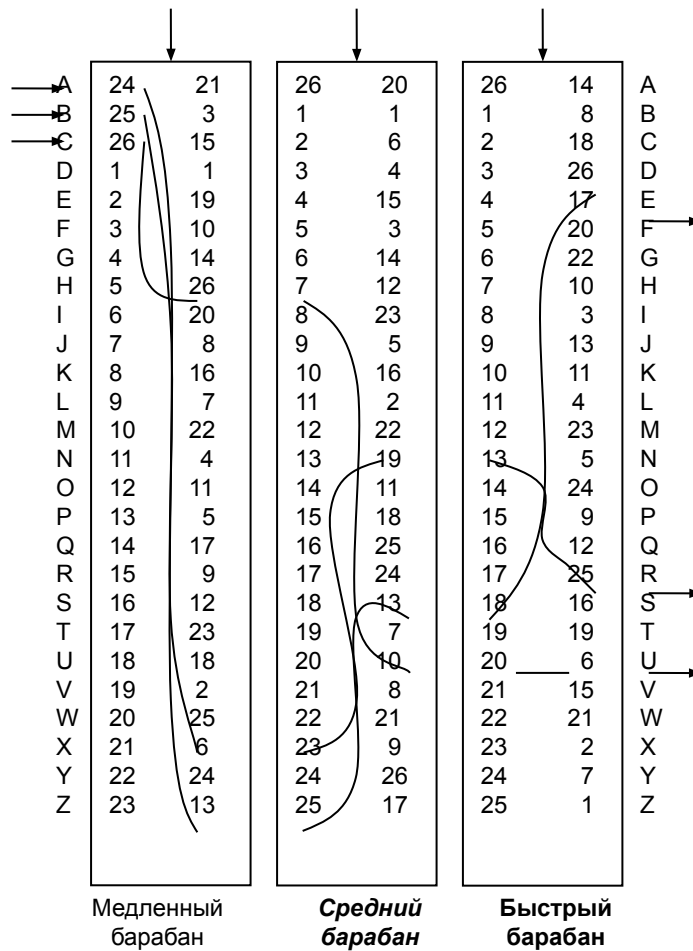 A 24 21 26 20 26 14 A
B 25 3 1 1 1 8 B
C 26 15 2 6 2 18 C
D 1 1 3 4 3 26 D
E 2 19 4 15 4 17 E
F 3 10 5 3 5 20 F
G 4 14 6 14 6 22 G
H 5 26 7 12 7 10 H
I 6 20 8 23 8 3 I
J 7 8 9 5 9 13 J
K 8 16 10 16 10 11 K
L 9 7 11 2 11 4 L
M 10 22 12 22 12 23 M
N 11 4 13 19 13 5 N
O 12 11 14 11 14 24 O
P 13 5 15 18 15 9 P
Q 14 17 16 25 16 12 Q
R 15 9 17 24 17 25 R
S 16 12 18 13 18 16 S
T 17 23 19 7 19 19 T
U 18 18 20 10 20 6 U
V 19 2 21 8 21 15 V
W 20 25 22 21 22 21 W
X 21 6 23 9 23 2 X
Y 22 24 24 26 24 7 Y
Z 23 13 25 17 25 1 Z
Медленный Средний Быстрый
барабан барабан барабан